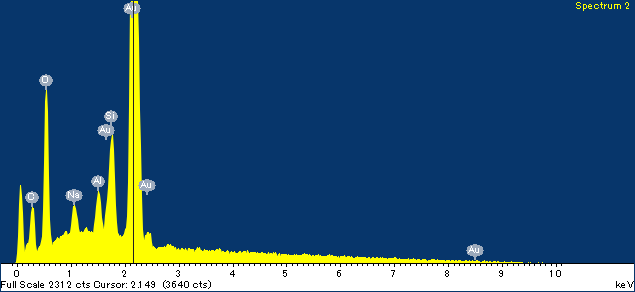 Spectrum 2
Au
O
Si
Au
Al
Au
Na
C
Au
0 1 2 3 4 5 6 7 8 9 10
Full Scale 2312 cts Cursor: 2.149 (3640 cts) keV